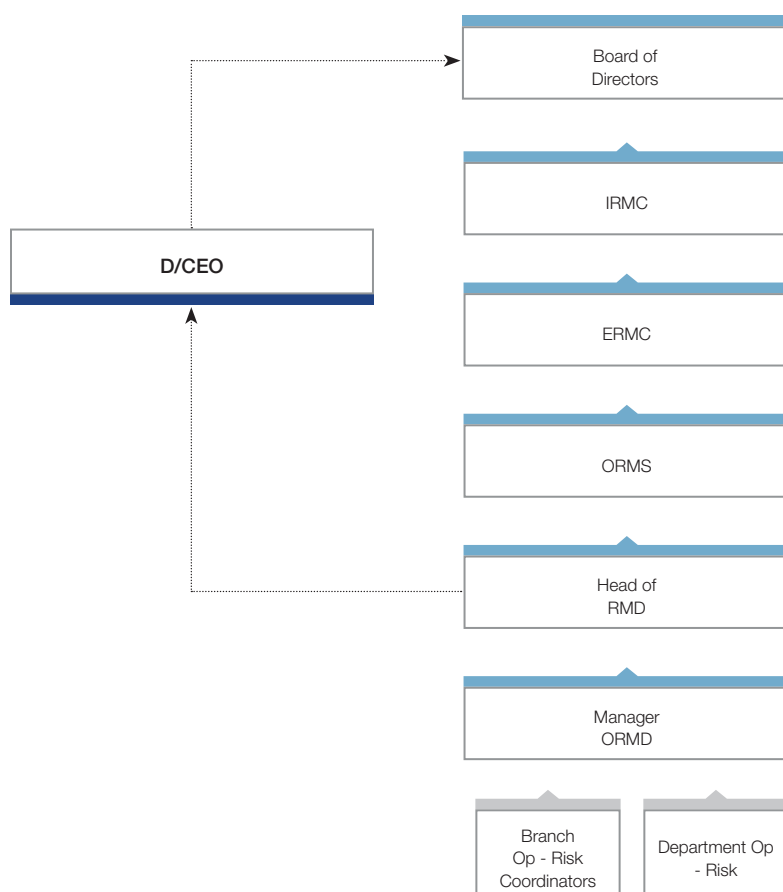 Board of
Directors
IRMC
D/CEO
ERMC
ORMS
Head of
RMD
Manager
ORMD
Branch
Op - Risk
Coordinators
Department Op
- Risk